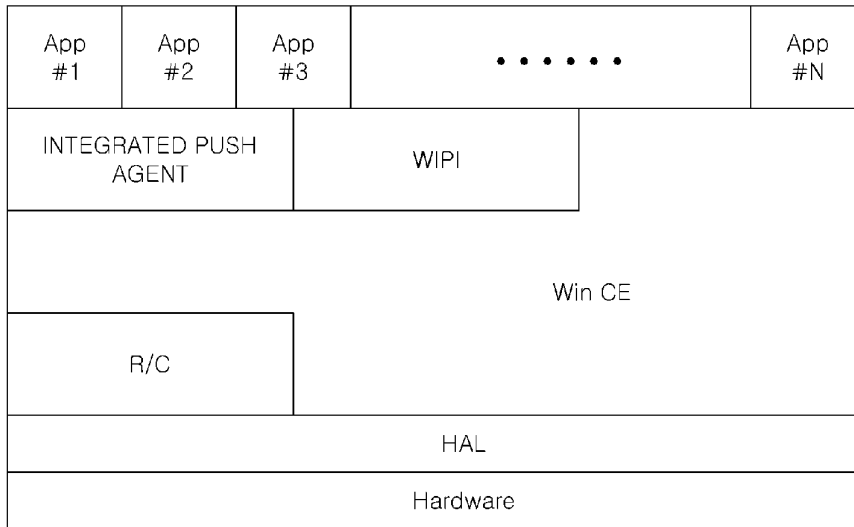 App
#1
App
#2
App
#3
• • • • • •
App
#N
INTEGRATED PUSH
AGENT
WIPI
Win CE
R/C
HAL
Hardware